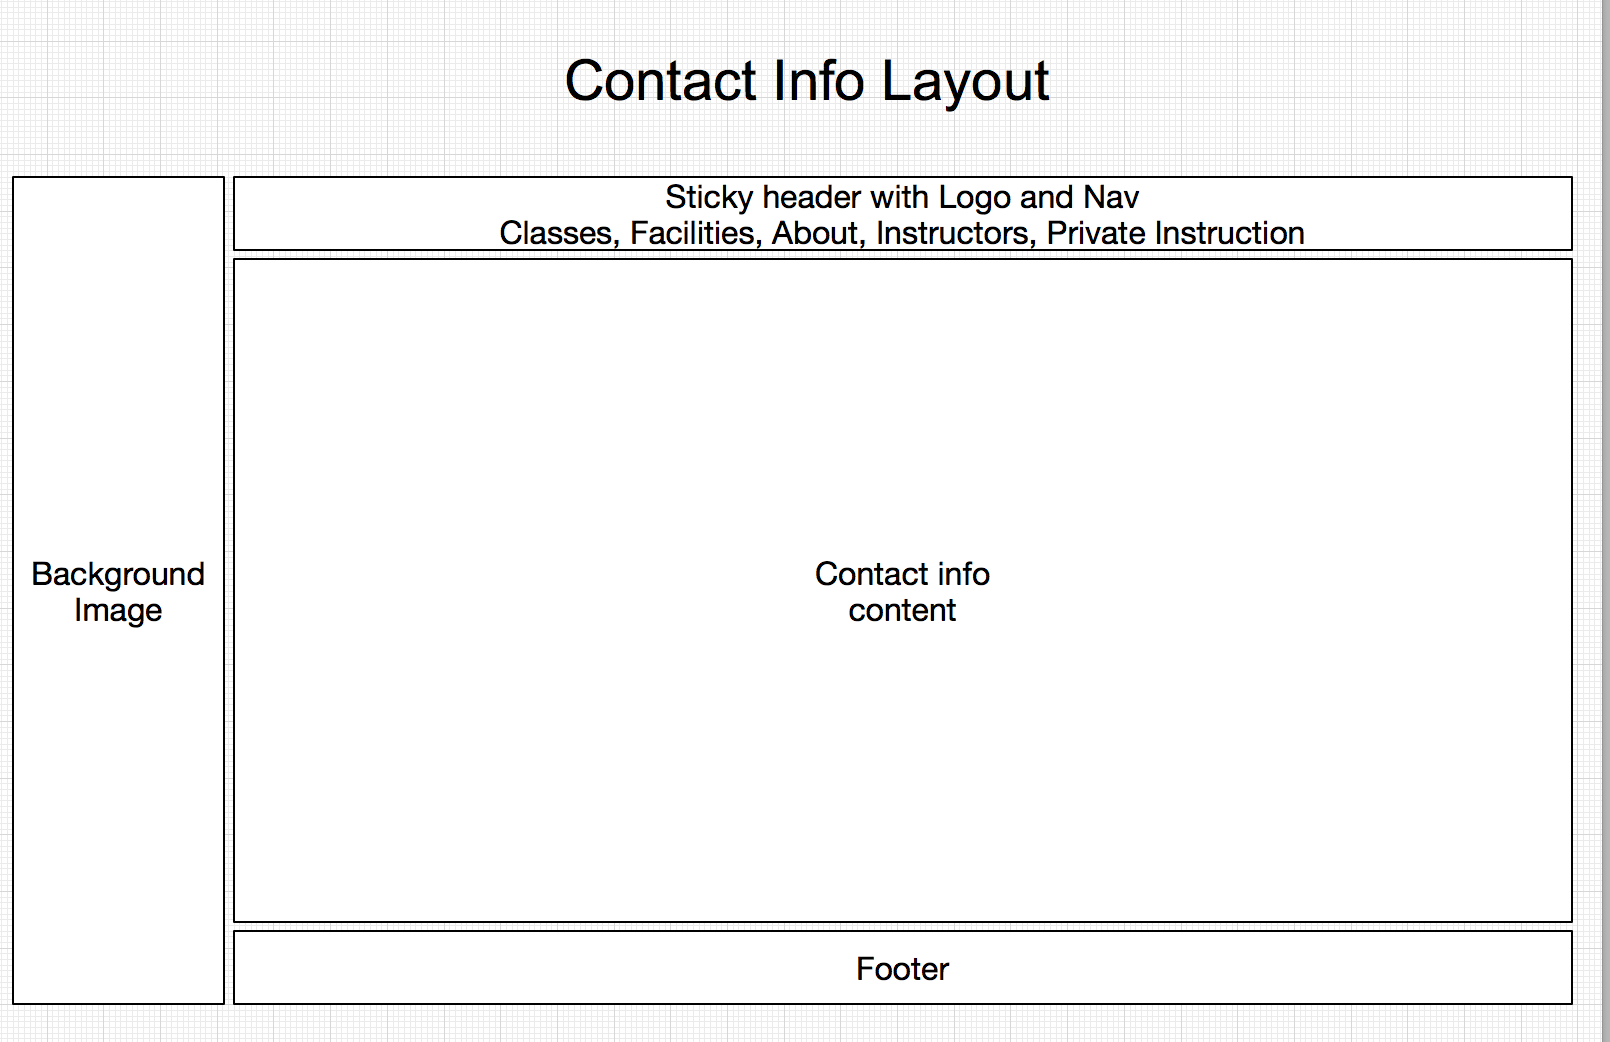 Contact Info Layout
Sticky header with Logo and Nav
Classes, Facilities, About, Instructors, Private Instruction
Background
Image
Contact info
content
Footer